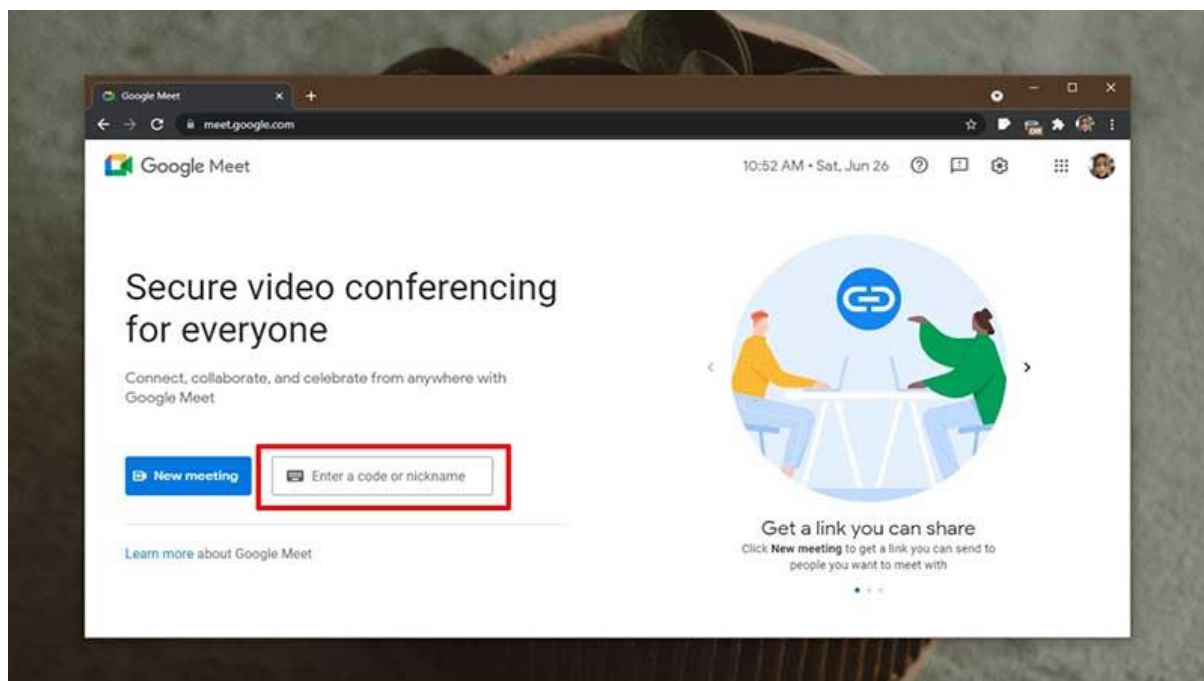 Google Meet
meet.google.com
Off
Google Meet
10:52 AM • Sat, Jun 26
Secure video conferencing
for everyone
Connect, collaborate, and celebrate from anywhere with
Google Meet
New meeting
Enter a code or nickname
Learn more about Google Meet
Get a link you can share
Click New meeting to get a link you can send to
people you want to meet with